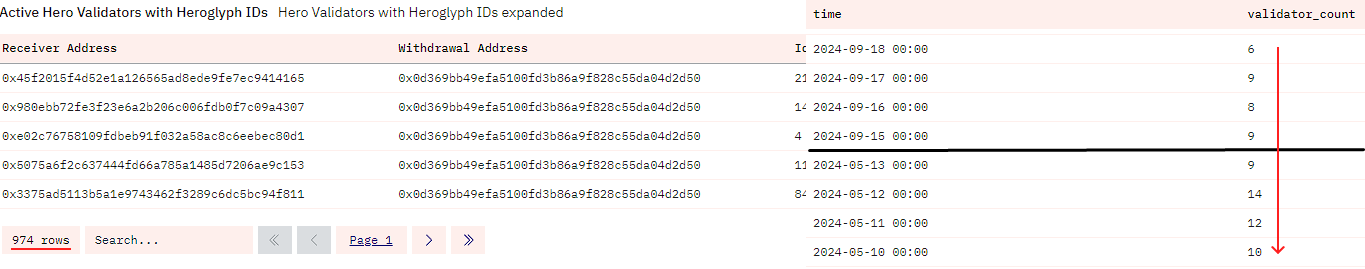 Active Hero Validators with Heroglyph IDs Hero Validators with Heroglyph IDs expanded
Receiver Address Withdrawal Address
0x45f2015f4d52e1a126565ad8ede9fe7ec9414165 0x0d369bb49efa5100fd3b86a9f828c55da04d2d50 21
0x980ebb72fe3f23e6a2b206c006fdb0f7c09a4307 0x0d369bb49efa5100fd3b86a9f828c55da04d2d50 14
0xe02c76758109fdbeb91f032a58ac8c6eebec80d1 0x0d369bb49efa5100fd3b86a9f828c55da04d2d50 4
0x5075a6f2c637444fd66a785a1485d7206ae9c153 0x0d369bb49efa5100fd3b86a9f828c55da04d2d50 11
0x3375ad5113b5a1e9743462f3289c6dc5bc94f811 0x0d369bb49efa5100fd3b86a9f828c55da04d2d50 84
974 rows Search... Page 1
time validator_count
2024-09-18 00:00 6
2024-09-17 00:00 9
2024-09-16 00:00 8
2024-09-15 00:00 9
2024-05-13 00:00 9
2024-05-12 00:00 14
2024-05-11 00:00 12
2024-05-10 00:00 10